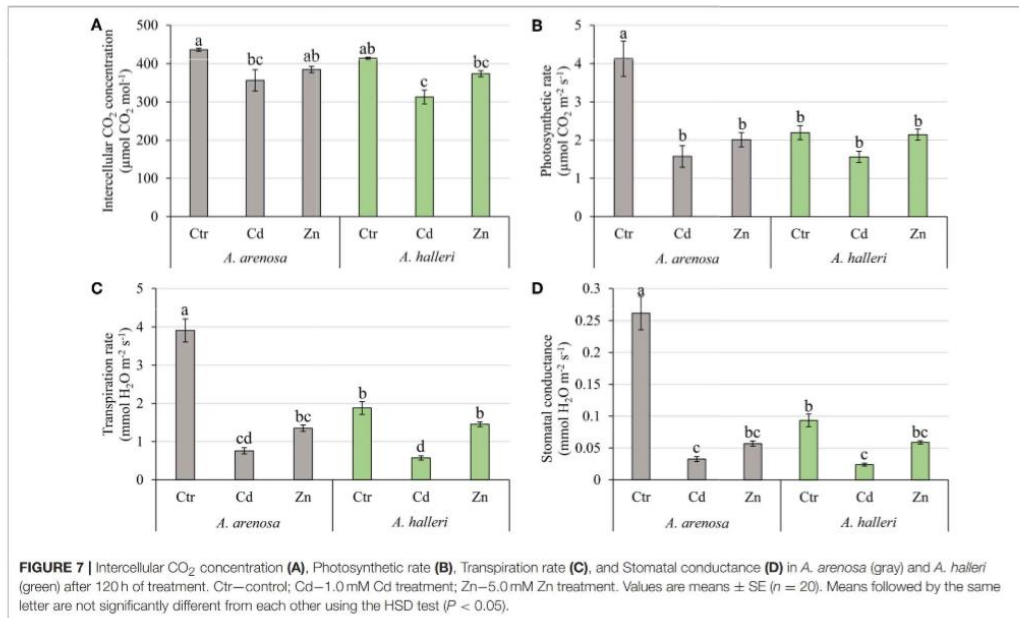 A
Intercellular CO₂ concentration
(μmol CO₂ mol⁻¹)
500
400
300
200
100
0
a
bc
ab
ab
c
bc
Ctr
Cd
Zn
Ctr
Cd
Zn
A. arenosa
A. halleri
B
Photosynthetic rate
(μmol CO₂ m⁻² s⁻¹)
5
4
3
2
1
0
a
b
b
b
b
b
Ctr
Cd
Zn
Ctr
Cd
Zn
A. arenosa
A. halleri
C
Transpiration rate
(mmol H₂O m⁻² s⁻¹)
5
4
3
2
1
0
a
cd
bc
b
d
b
Ctr
Cd
Zn
Ctr
Cd
Zn
A. arenosa
A. halleri
D
Stomatal conductance
(mmol H₂O m⁻² s⁻¹)
0.3
0.25
0.2
0.15
0.1
0.05
0
a
c
bc
b
c
bc
Ctr
Cd
Zn
Ctr
Cd
Zn
A. arenosa
A. halleri
FIGURE 7 | Intercellular CO₂ concentration (A), Photosynthetic rate (B), Transpiration rate (C), and Stomatal conductance (D) in A. arenosa (gray) and A. halleri
(green) after 120 h of treatment. Ctr—control; Cd—1.0 mM Cd treatment; Zn—5.0 mM Zn treatment. Values are means ± SE (n = 20). Means followed by the same
letter are not significantly different from each other using the HSD test (P < 0.05).